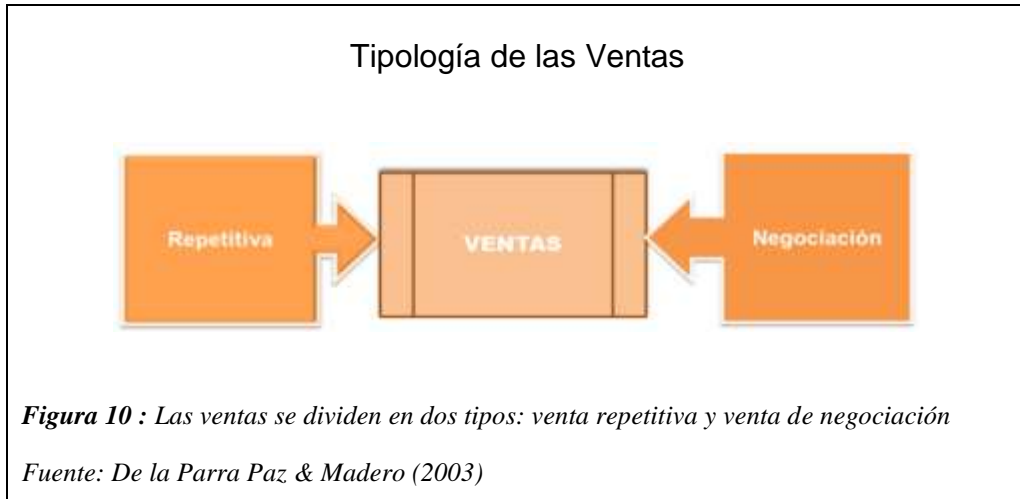 Tipología de las Ventas
Repetitiva
VENTAS
Negociación
Figura 10 : Las ventas se dividen en dos tipos: venta repetitiva y venta de negociación
Fuente: De la Parra Paz & Madero (2003)